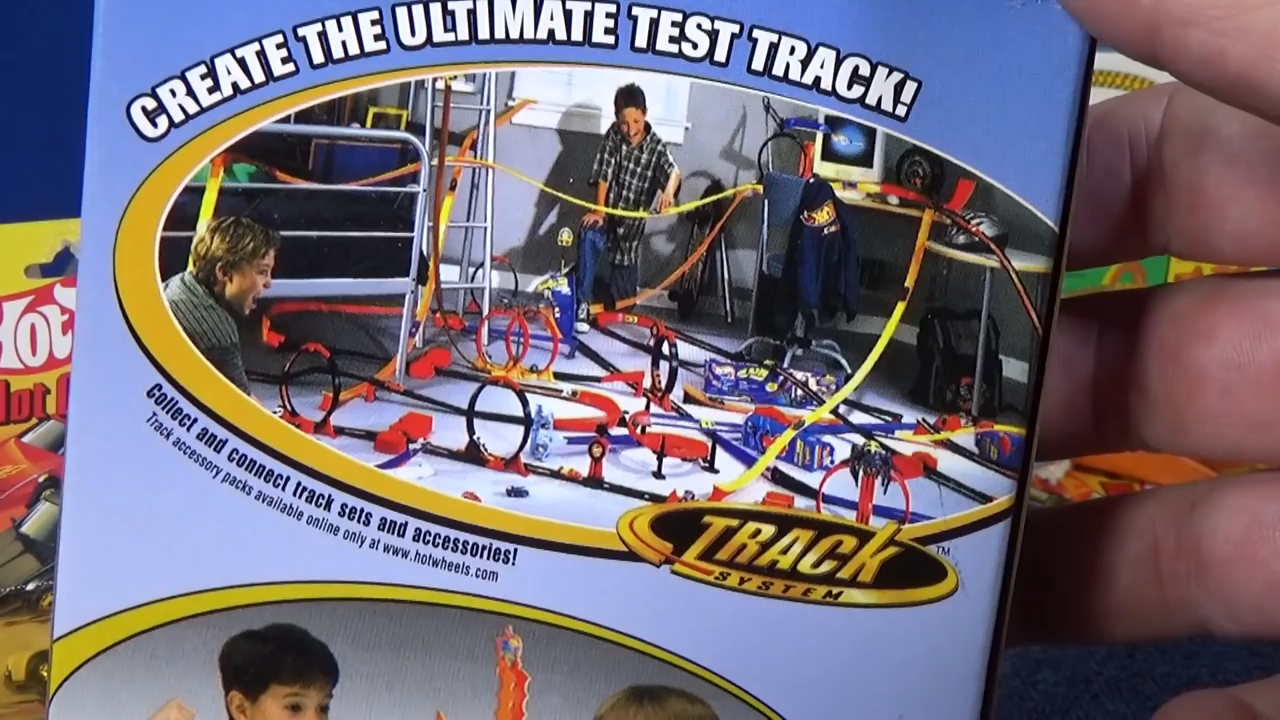 CREATE THE ULTIMATE TEST TRACK!
Collect and connect track sets and accessories!
Track accessory packs available online only at www.hotwheels.com
TRACK
SYSTEM
TM
Hot